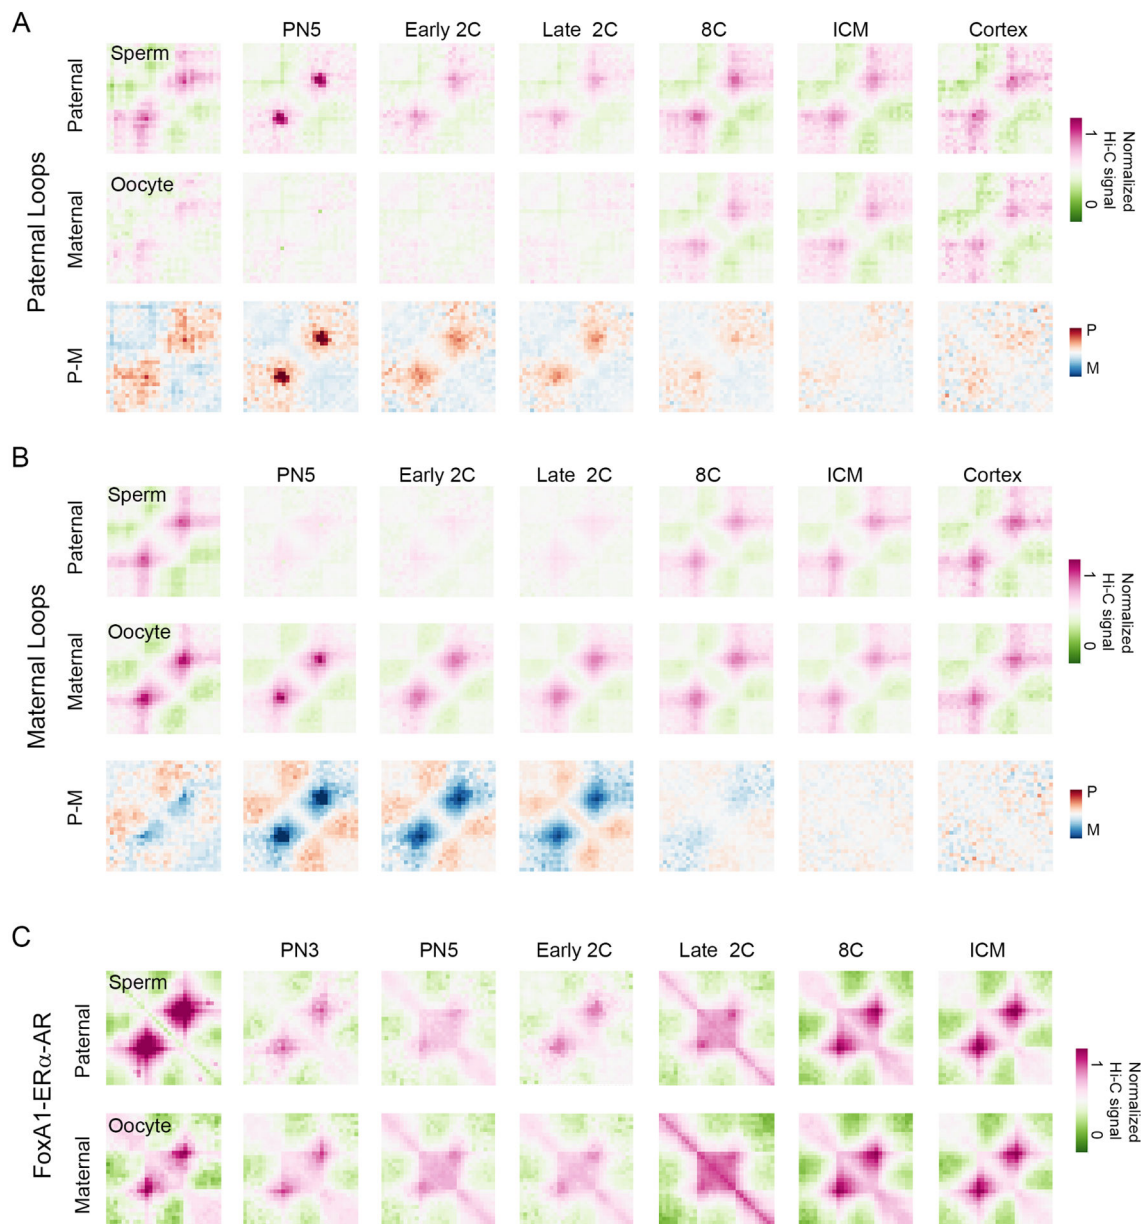 A
PN5 Early 2C Late 2C 8C ICM Cortex
Sperm
Paternal
Oocyte
Maternal
P-M
Paternal Loops
1
0
Normalized
Hi-C signal
P
M
B
PN5 Early 2C Late 2C 8C ICM Cortex
Sperm
Paternal
Oocyte
Maternal
P-M
Maternal Loops
1
0
Normalized
Hi-C signal
P
M
C
PN3 PN5 Early 2C Late 2C 8C ICM
Sperm
Paternal
Oocyte
Maternal
FoxA1-ERα-AR
1
0
Normalized
Hi-C signal